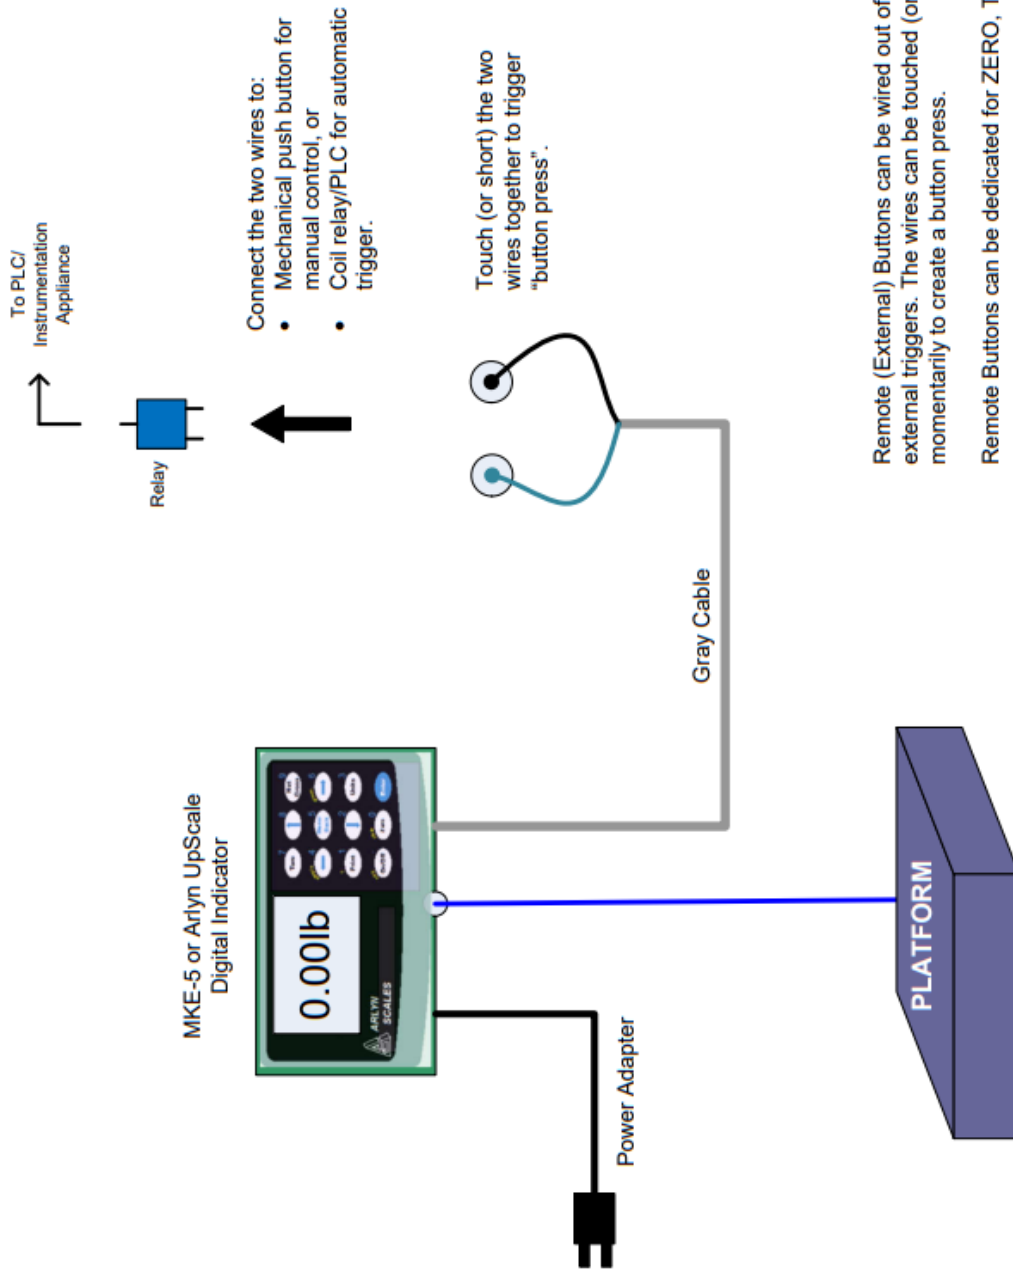 To PLC/
Instrumentation
Appliance
Relay
Connect the two wires to:
• Mechanical push button for
manual control, or
• Coil relay/PLC for automatic
trigger.
MKE-5 or Arlyn UpScale
Digital Indicator
0.00lb
ARLYN
SCALES
Touch (or short) the two
wires together to trigger
“button press”.
Gray Cable
Power Adapter
PLATFORM
Remote (External) Buttons can be wired out of
external triggers. The wires can be touched (or
momentarily to create a button press.
Remote Buttons can be dedicated for ZERO, T